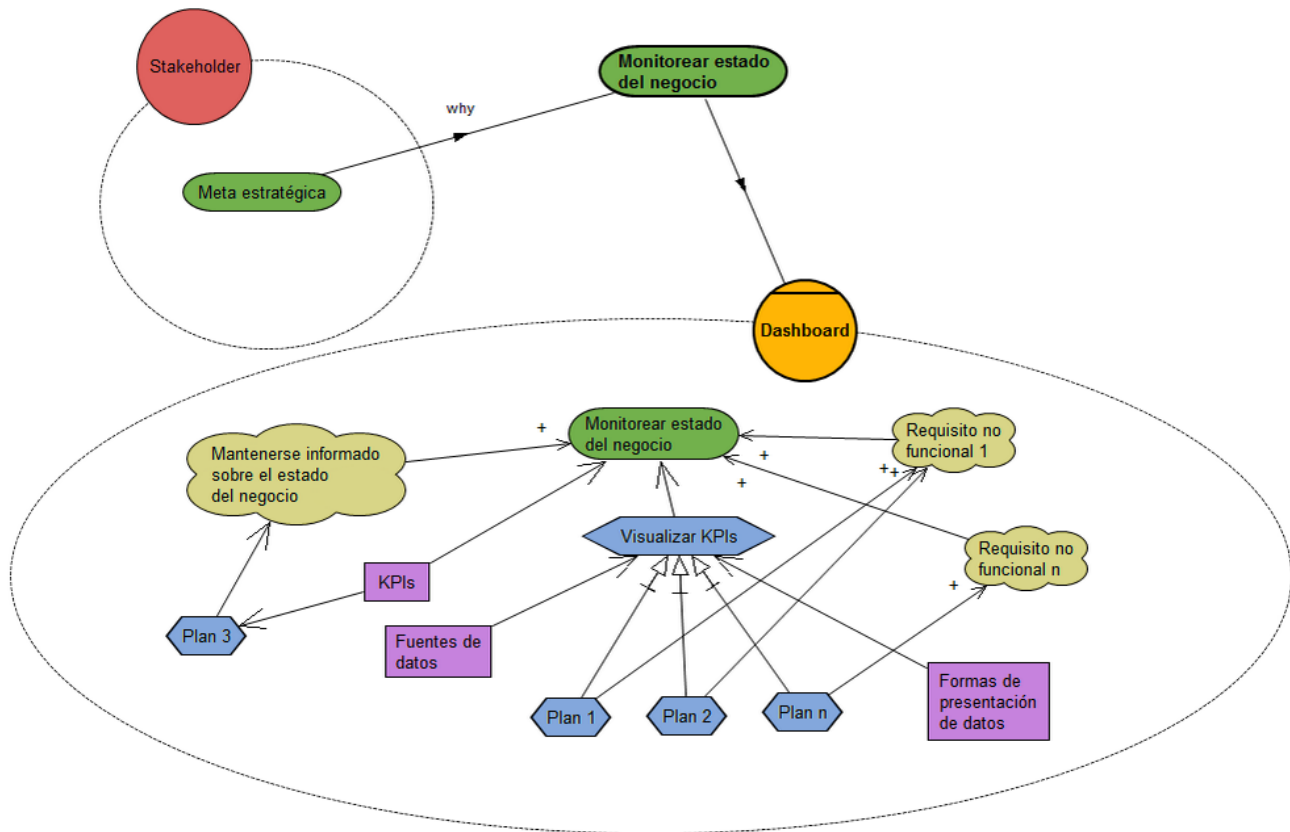 Stakeholder
Monitorear estado
del negocio
why
Meta estratégica
Dashboard
Mantenerse informado
sobre el estado
del negocio
+
Monitorear estado
del negocio
+
+
Requisito no
funcional 1
+
+
Visualizar KPIs
Requisito no
funcional n
+
KPIs
Plan 3
Fuentes de
datos
Plan 1
Plan 2
Plan n
Formas de
presentación
de datos